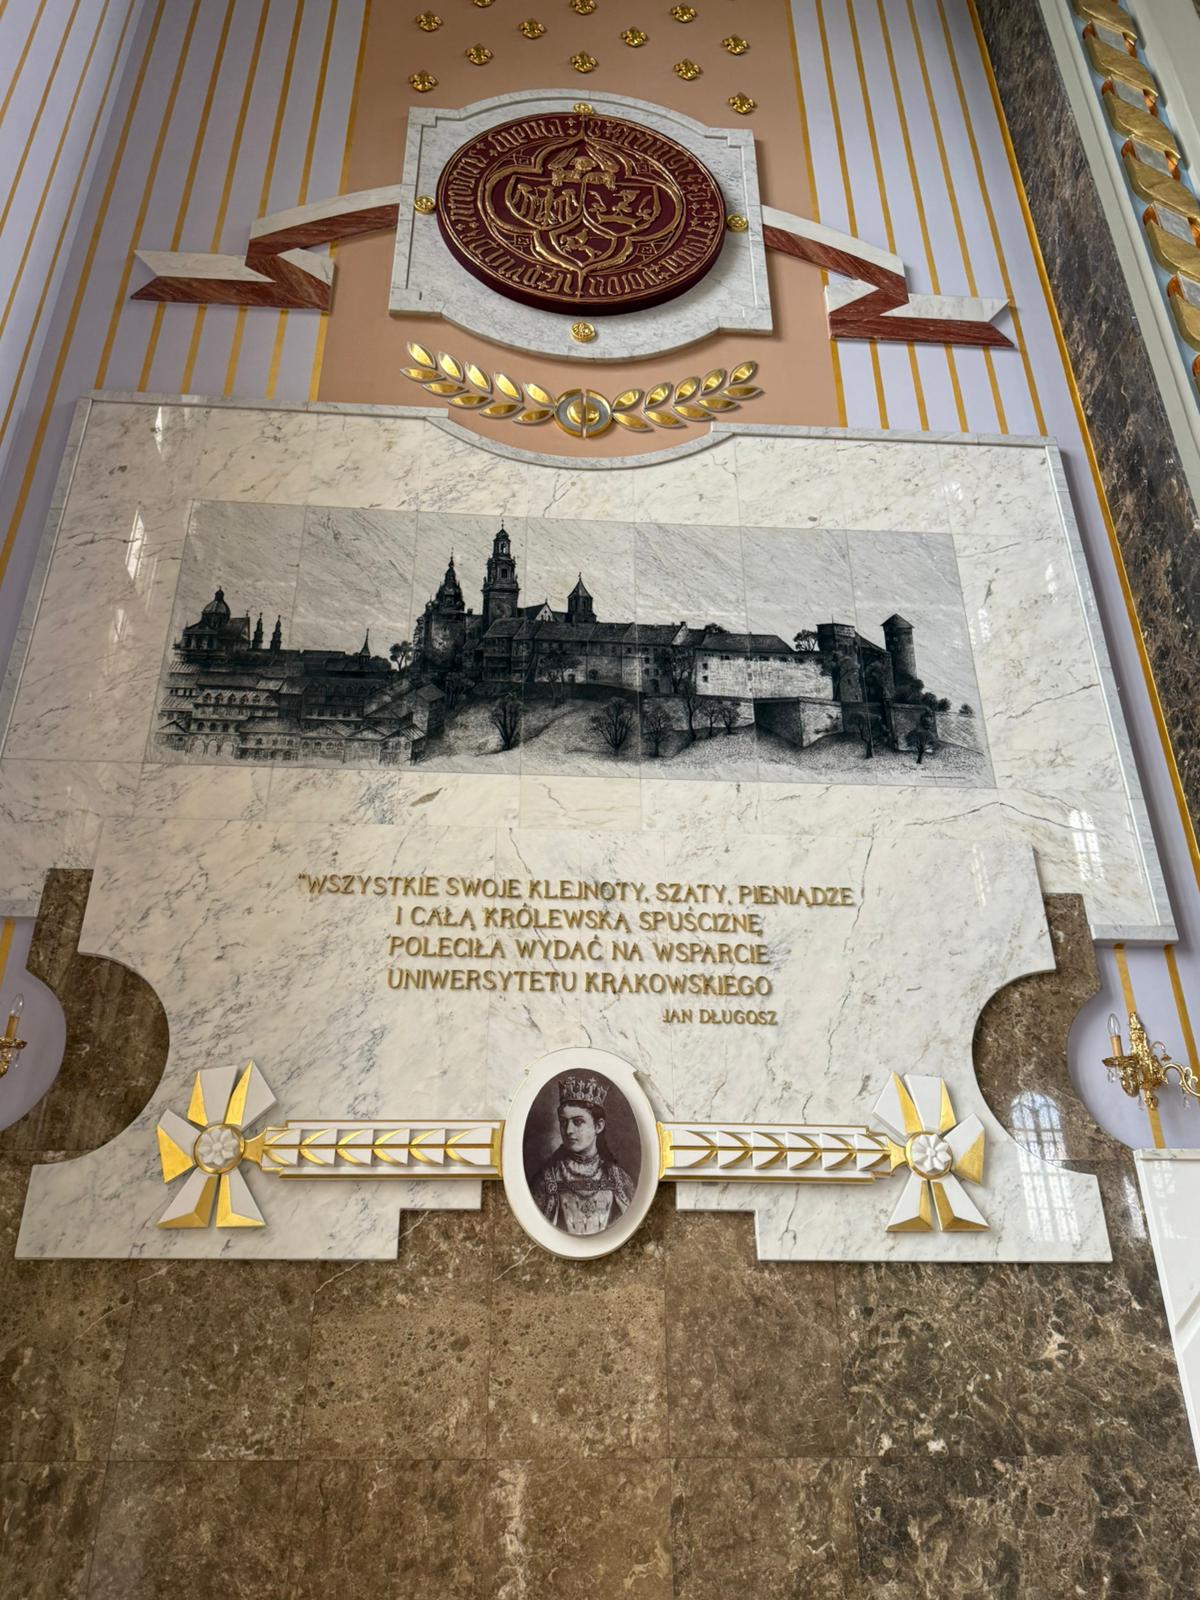 "WSZYSTKIE SWOJE KLEJNOTY, SZATY, PIENIĄDZE
I CAŁĄ KRÓLEWSKĄ SPUŚCIZNĘ
POLECIŁA WYDAĆ NA WSPARCIE
UNIWERSYTETU KRAKOWSKIEGO
JAN DŁUGOSZ